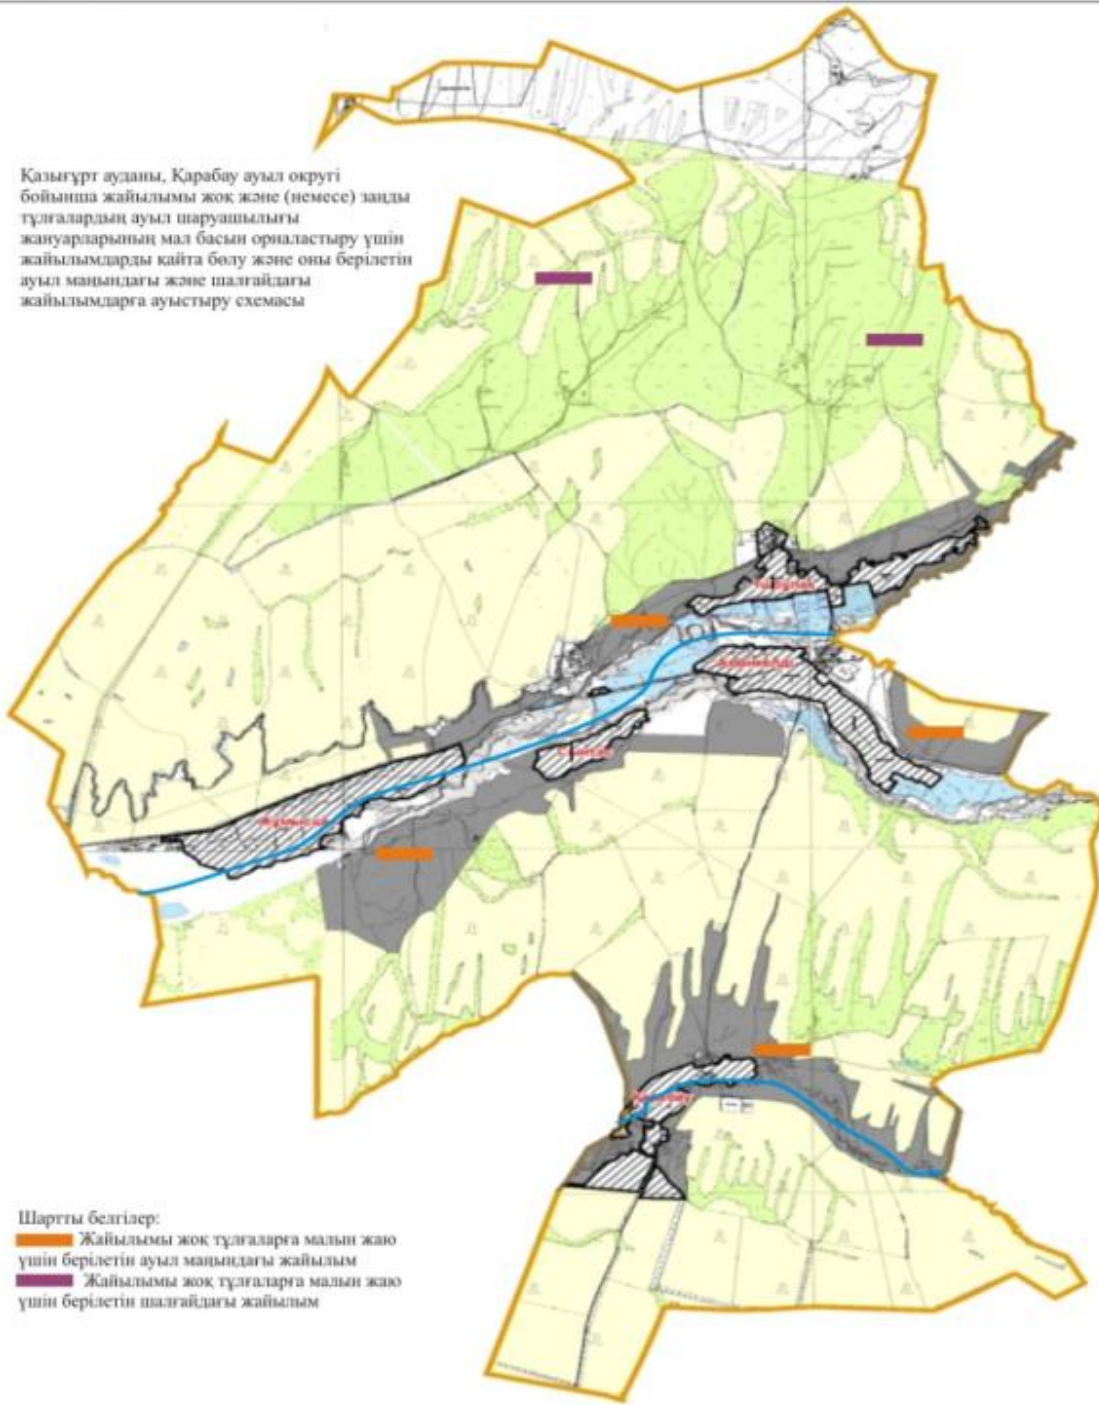 Қазығұрт ауданы, Қарабау ауыл округі
бойынша жайылымы жоқ және (немесе) заңды
тұлғалардың ауыл шаруашылығы
жануарларының мал басын орналастыру үшін
жайылымдарды қайта бөлу және оны берілетін
ауыл маңындағы және шалғайдағы
жайылымдарға ауыстыру схемасы
Шартты белгілер:
Жайылымы жоқ тұлғаларға малын жаю
үшін берілетін ауыл маңындағы жайылым
Жайылымы жоқ тұлғаларға малын жаю
үшін берілетін шалғайдағы жайылым